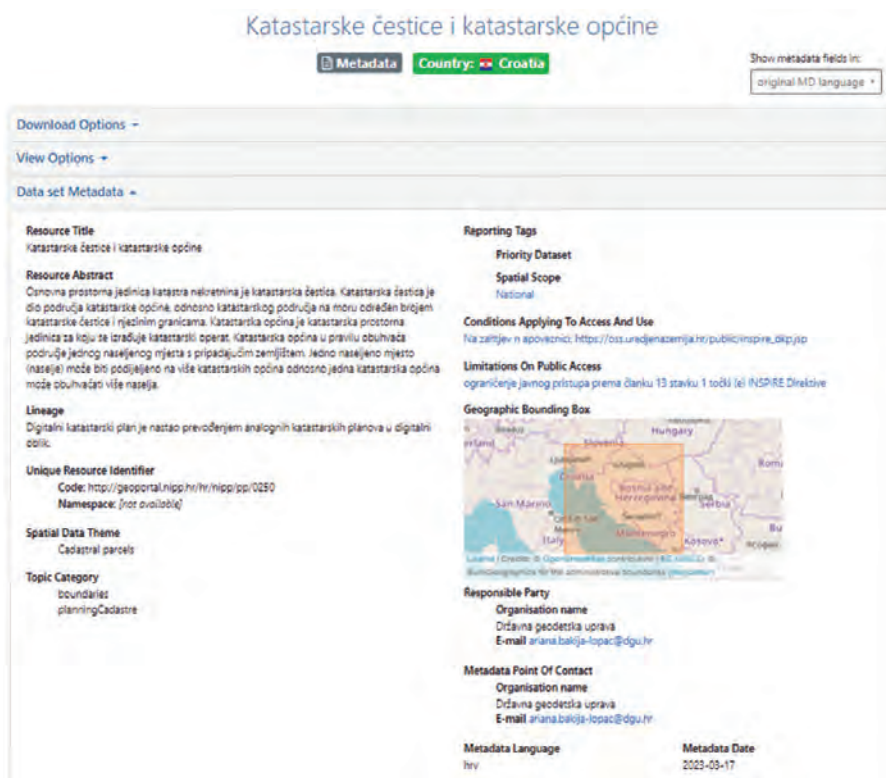 Katastarske čestice i katastarske općine
Metadata
Country: Croatia
Show metadata fields in:
original MD language
Download Options
View Options
Data set Metadata
Resource Title
Katastarske čestice i katastarske općine
Resource Abstract
Osnovna prostorna jedinica katastra nekretnina je katastarska čestica. Katastarska čestica je
dio područja katastarske općine, odnosno katastarskog područja na moru određen brojem
katastarske čestice i njezinim granicama. Katastarska općina je katastarska prostorna
jedinica za koju se izrađuje katastarski operat. Katastarska općina u pravilu obuhvaća
područje jednog naseljenog mjesta s pripadajućim zemljištem. Jedno naseljeno mjesto
(naselje) može biti podijeljeno na više katastarskih općina odnosno jedna katastarska općina
može obuhvaćati više naselja.
Lineage
Digitalni katastarski plan je nastao prevođenjem analognih katastarskih planova u digitalni
oblik.
Unique Resource Identifier
Code: http://geoportal.nipp.hr/hr/nipp/pp/0250
Namespace: [not available]
Spatial Data Theme
Cadastral parcels
Topic Category
boundaries
planningCadastre
Reporting Tags
Priority Dataset
Spatial Scope
National
Conditions Applying To Access And Use
Na zahtjev n apoveznici: https://oss.uredjenazemlja.hr/public/inspire_dkp.jsp
Limitations On Public Access
ograničenje javnog pristupa prema članku 13 stavku 1 točki (e) INSPIRE Direktive
Geographic Bounding Box
Hungary
Slovenia
Croatia
Bosnia and
Herzegovina
Serbia
San Marino
Italy
Montenegro
Kosovo*
Responsible Party
Organisation name
Državna geodetska uprava
E-mail ariana.bakija-lopac@dgu.hr
Metadata Point Of Contact
Organisation name
Državna geodetska uprava
E-mail ariana.bakija-lopac@dgu.hr
Metadata Language
hrv
Metadata Date
2023-03-17